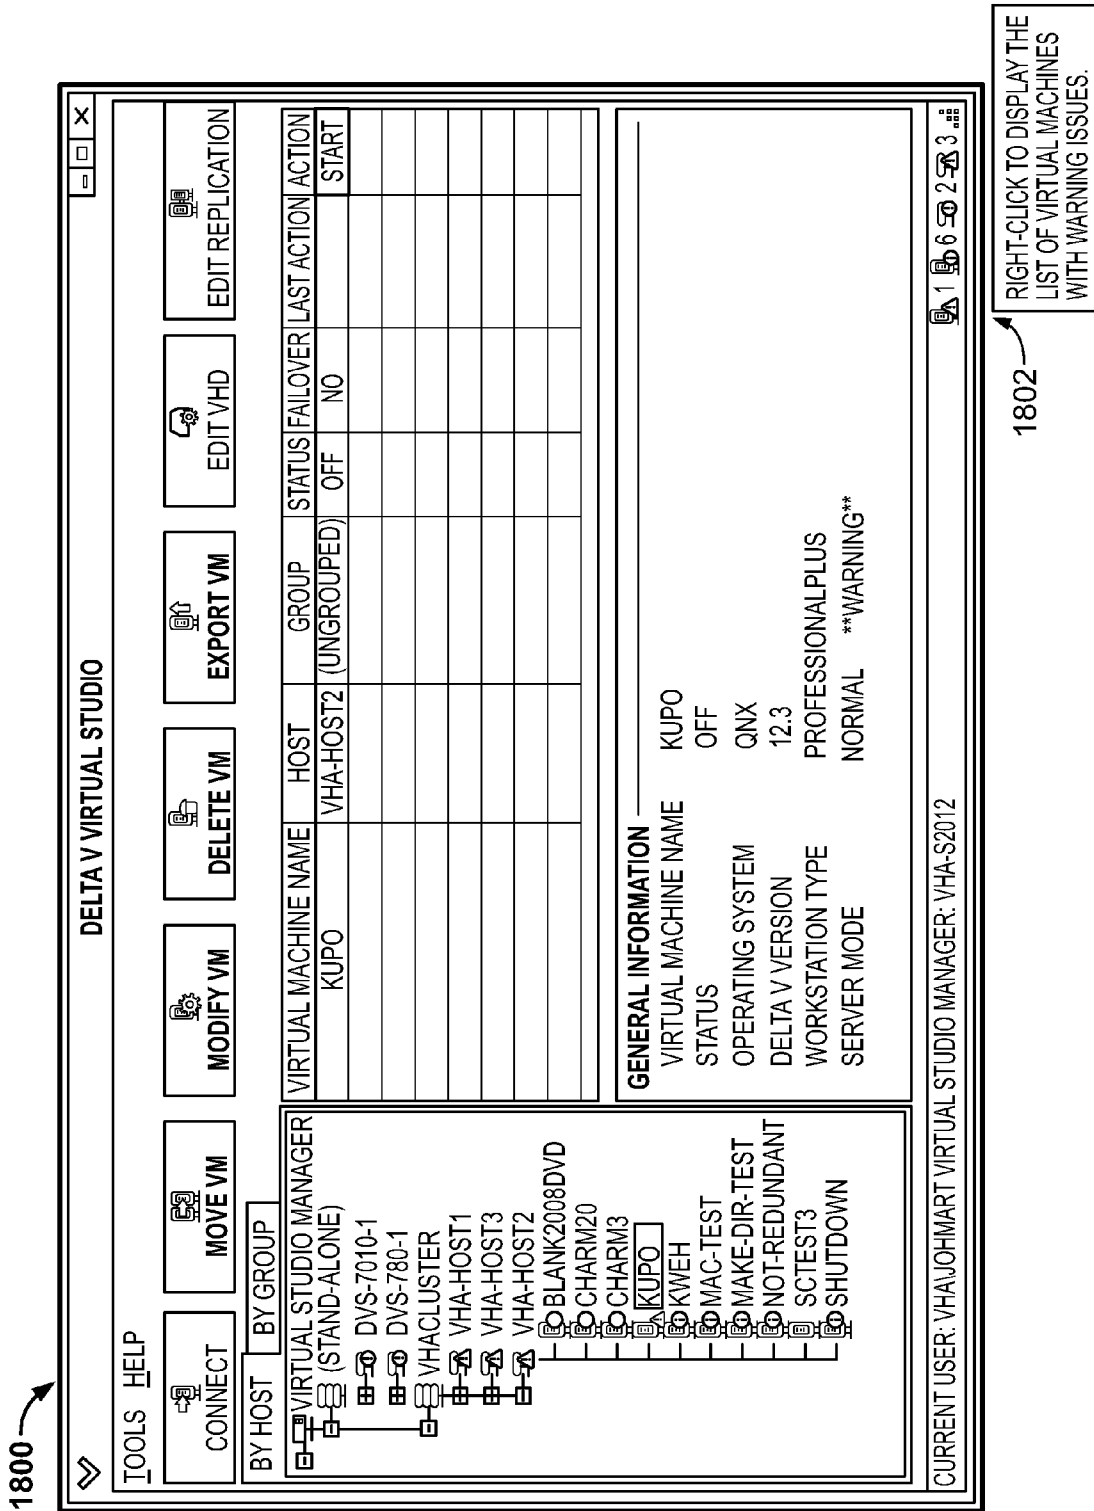 1800
DELTA V VIRTUAL STUDIO
TOOLS HELP
CONNECT
MOVE VM
MODIFY VM
DELETE VM
EXPORT VM
EDIT VHD
EDIT REPLICATION
BY HOST BY GROUP
VIRTUAL STUDIO MANAGER
(STAND-ALONE)
DVS-7010-1
DVS-780-1
VHACLUSTER
VHA-HOST1
VHA-HOST3
VHA-HOST2
BLANK2008DVD
CHARM20
CHARM3
KUPO
KWEH
MAC-TEST
MAKE-DIR-TEST
NOT-REDUNDANT
SCTEST3
SHUTDOWN
VIRTUAL MACHINE NAME HOST GROUP STATUS FAILOVER LAST ACTION ACTION
KUPO VHA-HOST2 (UNGROUPED) OFF NO START
GENERAL INFORMATION
VIRTUAL MACHINE NAME KUPO
STATUS OFF
OPERATING SYSTEM QNX
DELTA V VERSION 12.3
WORKSTATION TYPE PROFESSIONALPLUS
SERVER MODE NORMAL **WARNING**
CURRENT USER: VHA\JOHMART VIRTUAL STUDIO MANAGER: VHA-S2012
1 6 2 3
1802
RIGHT-CLICK TO DISPLAY THE
LIST OF VIRTUAL MACHINES
WITH WARNING ISSUES.